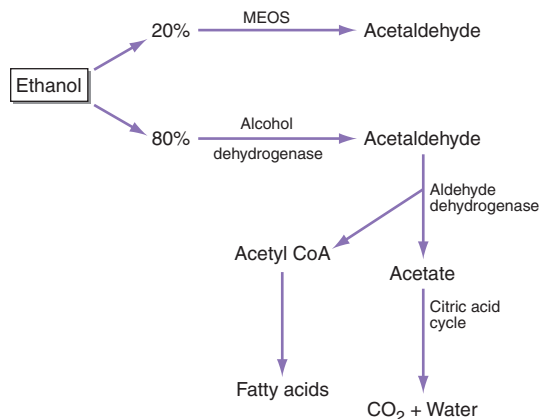 MEOS
20%
Acetaldehyde
Ethanol
80%
Alcohol
dehydrogenase
Acetaldehyde
Aldehyde
dehydrogenase
Acetyl CoA
Acetate
Citric acid
cycle
Fatty acids
CO₂ + Water